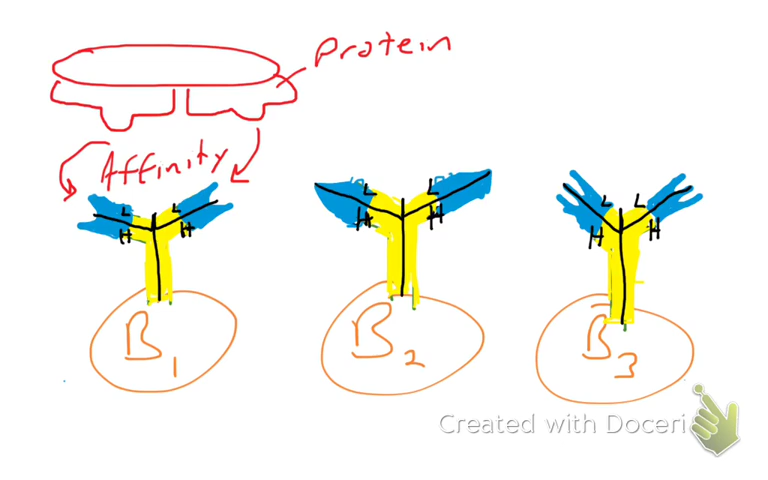 Protein
Affinity
L L
H H
L L
H H
L L
H H
B1
B2
B3
Created with Doceri